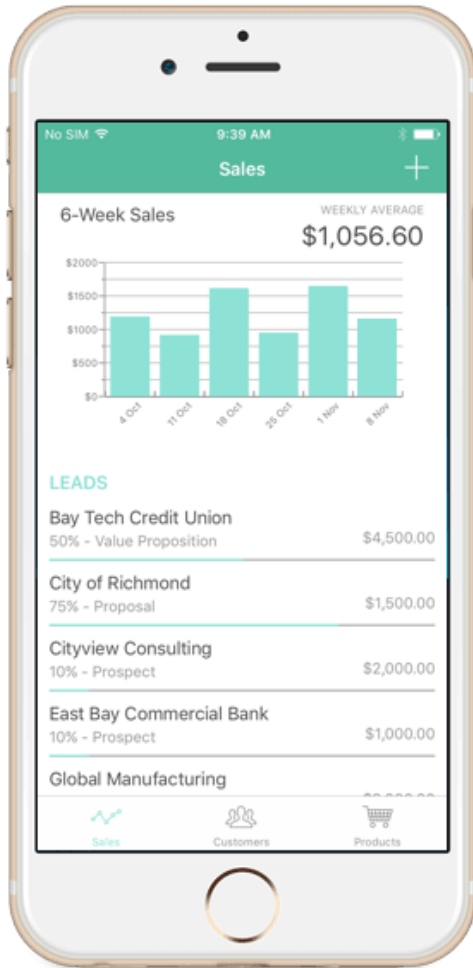 No SIM
9:39 AM
Sales
6-Week Sales
WEEKLY AVERAGE
$1,056.60
$2000
$1500
$1000
$500
$0
4 Oct
11 Oct
18 Oct
25 Oct
1 Nov
8 Nov
LEADS
Bay Tech Credit Union
50% - Value Proposition
$4,500.00
City of Richmond
75% - Proposal
$1,500.00
Cityview Consulting
10% - Prospect
$2,000.00
East Bay Commercial Bank
10% - Prospect
$1,000.00
Global Manufacturing
Sales
Customers
Products